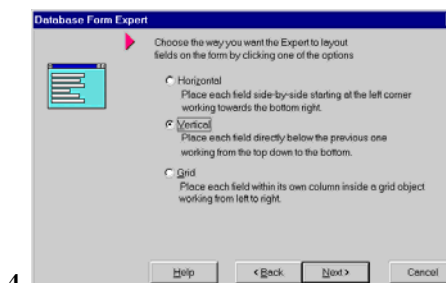 Database Form Expert
Choose the way you want the Expert to layout
fields on the form by clicking one of the options
Horizontal
Place each field side-by-side starting at the left corner
working towards the bottom right.
Vertical
Place each field directly below the previous one
working from the top down to the bottom.
Grid
Place each field within its own column inside a grid object
working from left to right.
Help
< Back
Next >
Cancel
4